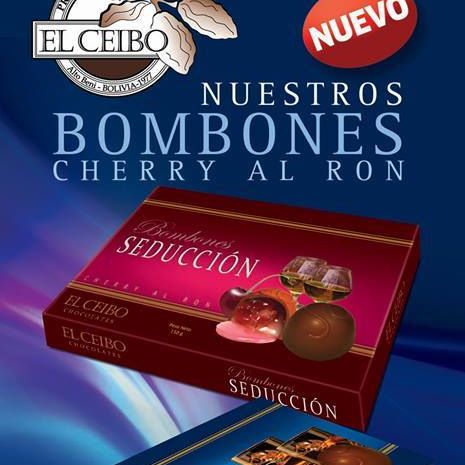 EL CEIBO
Alto Beni - BOLIVIA - 1977
NUEVO
NUESTROS
BOMBONES
CHERRY AL RON
Bombones
SEDUCCIÓN
CHERRY AL RON
EL CEIBO
CHOCOLATES
Peso Neto
150 g
EL CEIBO
CHOCOLATES
Bombones
SEDUCCIÓN